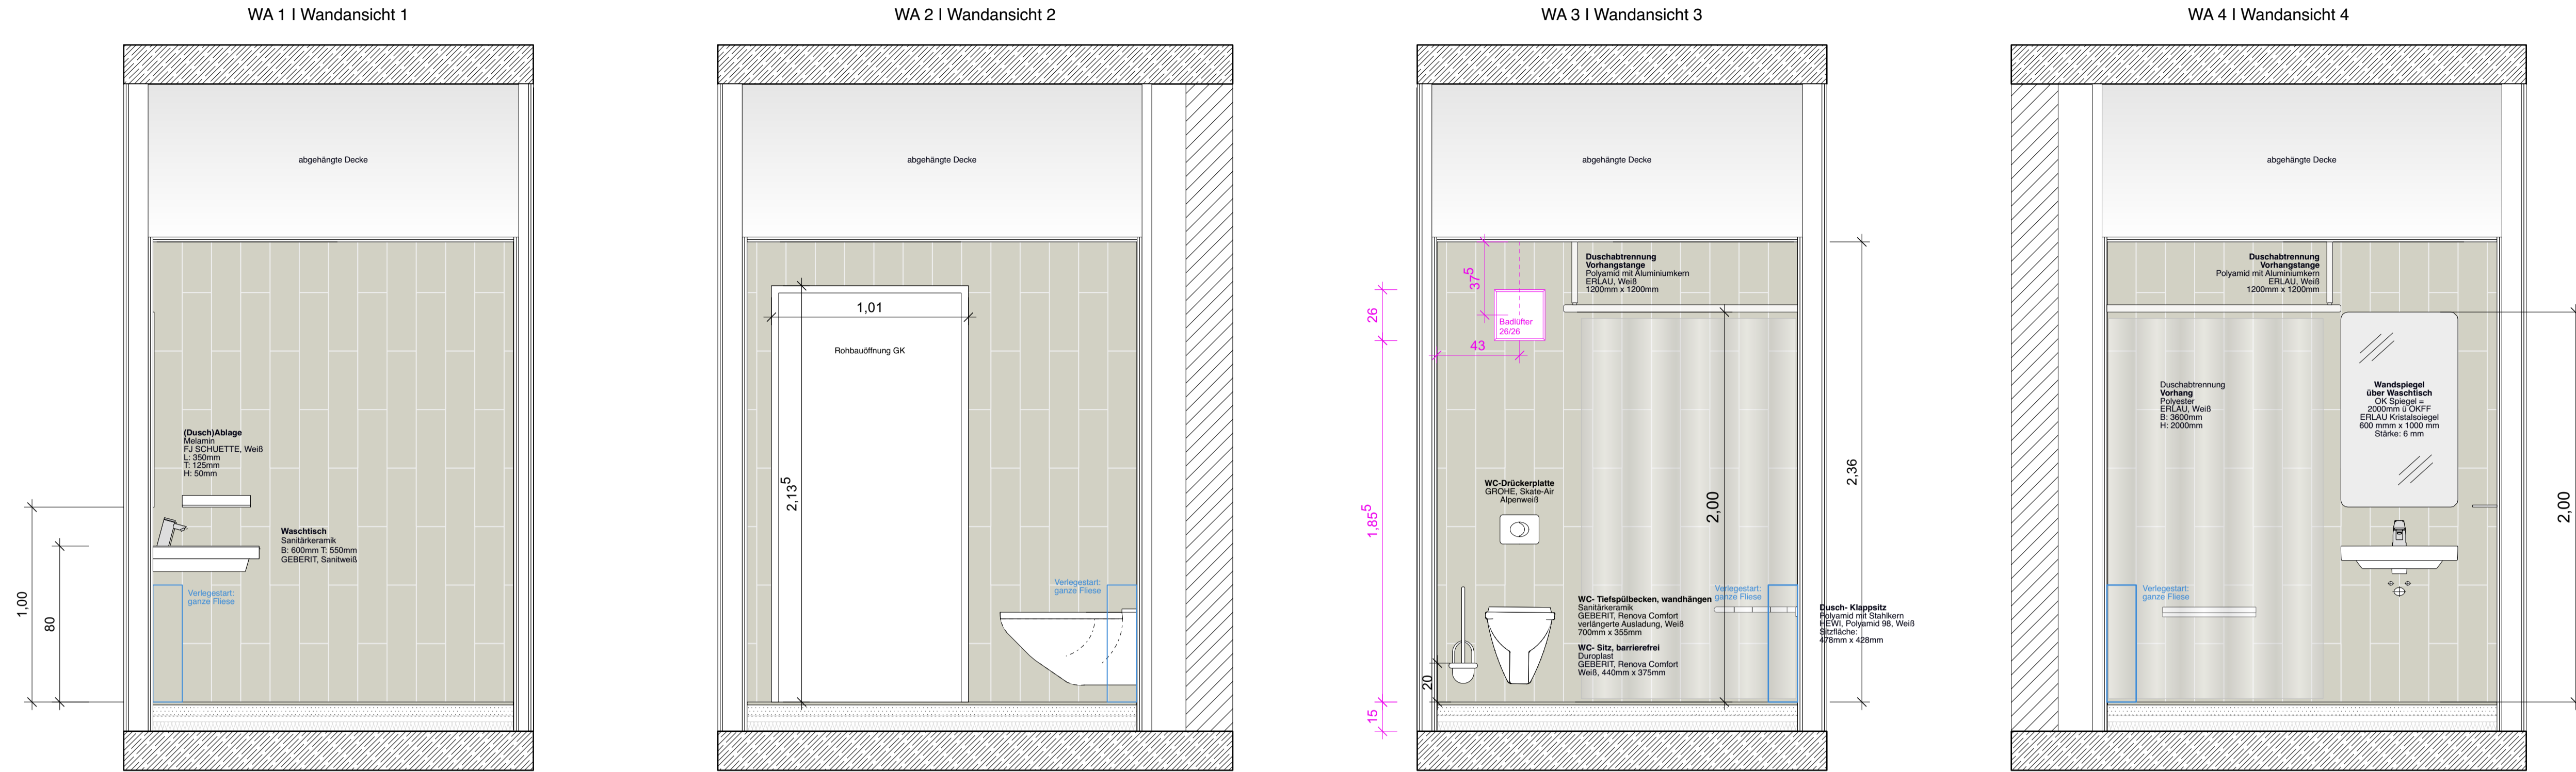 WA 1 I Wandansicht 1
abgehängte Decke
(Dusch)Ablage
Melamin
FJ SCHUETTE, Weiß
L: 350mm
T: 125mm
H: 50mm
Waschtisch
Sanitärkeramik
B: 600mm T: 550mm
GEBERIT, Sanitweiß
Verlegestart:
ganze Fliese
1,00
80
WA 2 I Wandansicht 2
abgehängte Decke
1,01
Rohbauöffnung GK
2,13⁵
Verlegestart:
ganze Fliese
WA 3 I Wandansicht 3
abgehängte Decke
37⁵
26
Badlüfter
26/26
43
1,85⁵
15
20
Duschabtrennung
Vorhangstange
Polyamid mit Aluminiumkern
ERLAU, Weiß
1200mm x 1200mm
WC-Drückerplatte
GROHE, Skate-Air
Alpenweiß
2,00
2,36
WC- Tiefspülbecken, wandhängen
Sanitärkeramik
GEBERIT, Renova Comfort
verlängerte Ausladung, Weiß
700mm x 355mm
WC- Sitz, barrierefrei
Duroplast
GEBERIT, Renova Comfort
Weiß, 440mm x 375mm
Verlegestart:
ganze Fliese
Dusch- Klappsitz
Polyamid mit Stahlkern
HEWI, Polyamid 98, Weiß
Sitzfläche:
478mm x 428mm
WA 4 I Wandansicht 4
abgehängte Decke
Duschabtrennung
Vorhangstange
Polyamid mit Aluminiumkern
ERLAU, Weiß
1200mm x 1200mm
Duschabtrennung
Vorhang
Polyester
ERLAU, Weiß
B: 3600mm
H: 2000mm
Wandspiegel
über Waschtisch
OK Spiegel =
2000mm ü OKFF
ERLAU Kristalsoiegel
600 mmm x 1000 mm
Stärke: 6 mm
Verlegestart:
ganze Fliese
2,00